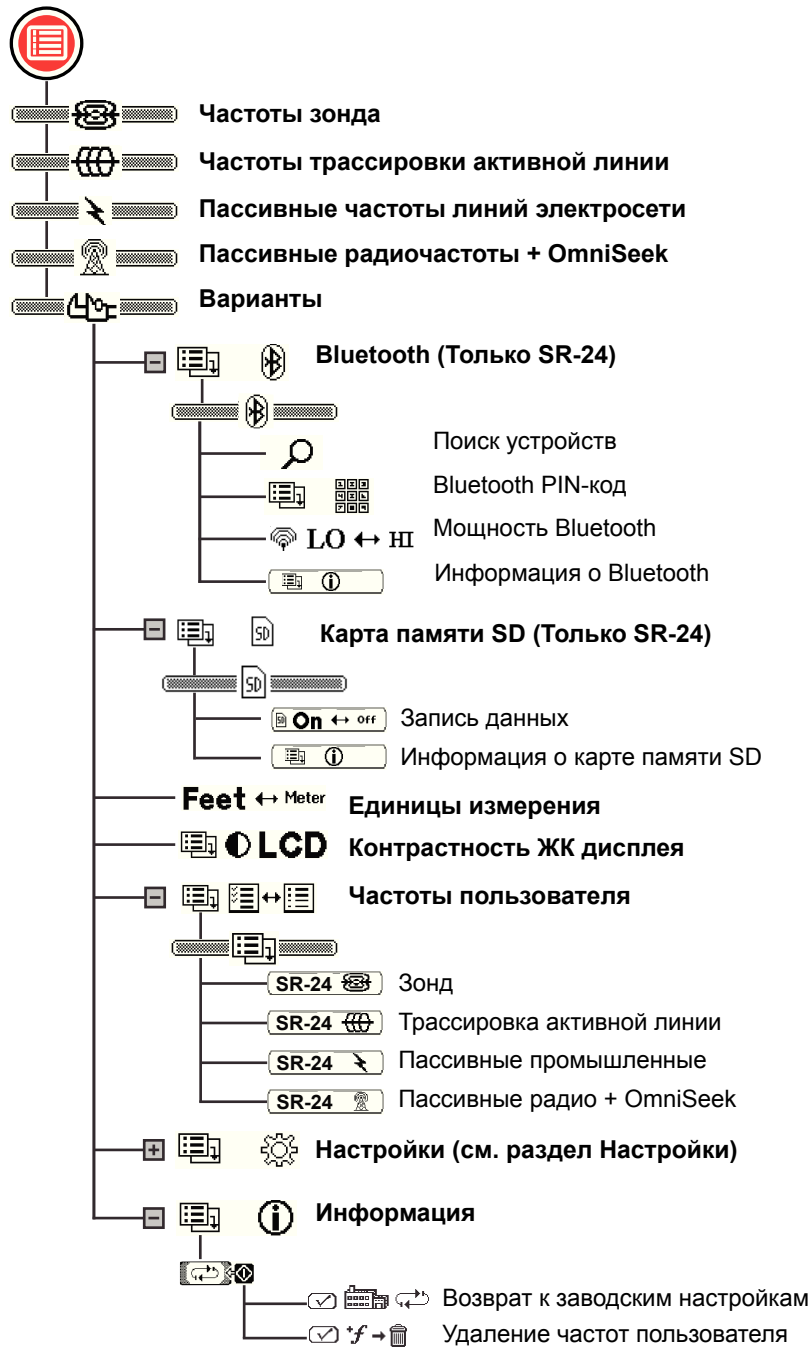 Частоты зонда
Частоты трассировки активной линии
Пассивные частоты линий электросети
Пассивные радиочастоты + OmniSeek
Варианты
Bluetooth (Только SR-24)
Поиск устройств
Bluetooth PIN-код
LO ↔ HI Мощность Bluetooth
Информация о Bluetooth
SD Карта памяти SD (Только SR-24)
SD
On ↔ Off Запись данных
Информация о карте памяти SD
Feet ↔ Meter Единицы измерения
LCD Контрастность ЖК дисплея
Частоты пользователя
SR-24 Зонд
SR-24 Трассировка активной линии
SR-24 Пассивные промышленные
SR-24 Пассивные радио + OmniSeek
Настройки (см. раздел Настройки)
Информация
Возврат к заводским настройкам
+f → Удаление частот пользователя